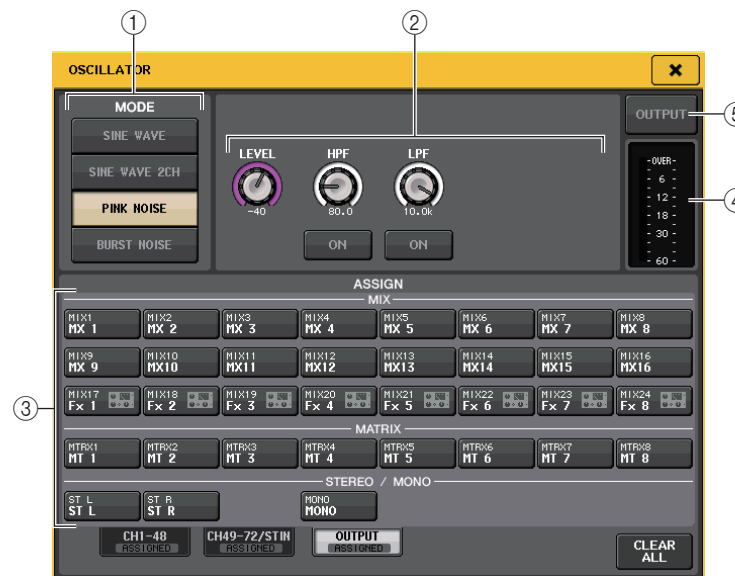 ① ②
OSCILLATOR ×
MODE
SINE WAVE
SINE WAVE 2CH
PINK NOISE
BURST NOISE
LEVEL HPF LPF
-40 80.0 10.0k
ON ON
OUTPUT ⑤
-OVER-
- 6 -
- 12 - ④
- 18 -
- 30 -
- 60 -
③
ASSIGN
MIX
MIX1 MIX2 MIX3 MIX4 MIX5 MIX6 MIX7 MIX8
MX 1 MX 2 MX 3 MX 4 MX 5 MX 6 MX 7 MX 8
MIX9 MIX10 MIX11 MIX12 MIX13 MIX14 MIX15 MIX16
MX 9 MX10 MX11 MX12 MX13 MX14 MX15 MX16
MIX17 MIX18 MIX19 MIX20 MIX21 MIX22 MIX23 MIX24
Fx 1 Fx 2 Fx 3 Fx 4 Fx 5 Fx 6 Fx 7 Fx 8
MATRIX
MTRX1 MTRX2 MTRX3 MTRX4 MTRX5 MTRX6 MTRX7 MTRX8
MT 1 MT 2 MT 3 MT 4 MT 5 MT 6 MT 7 MT 8
STEREO / MONO
ST L ST R MONO
ST L ST R MONO
CH1-48 CH49-72/STIN OUTPUT
ASSIGNED ASSIGNED ASSIGNED
CLEAR
ALL